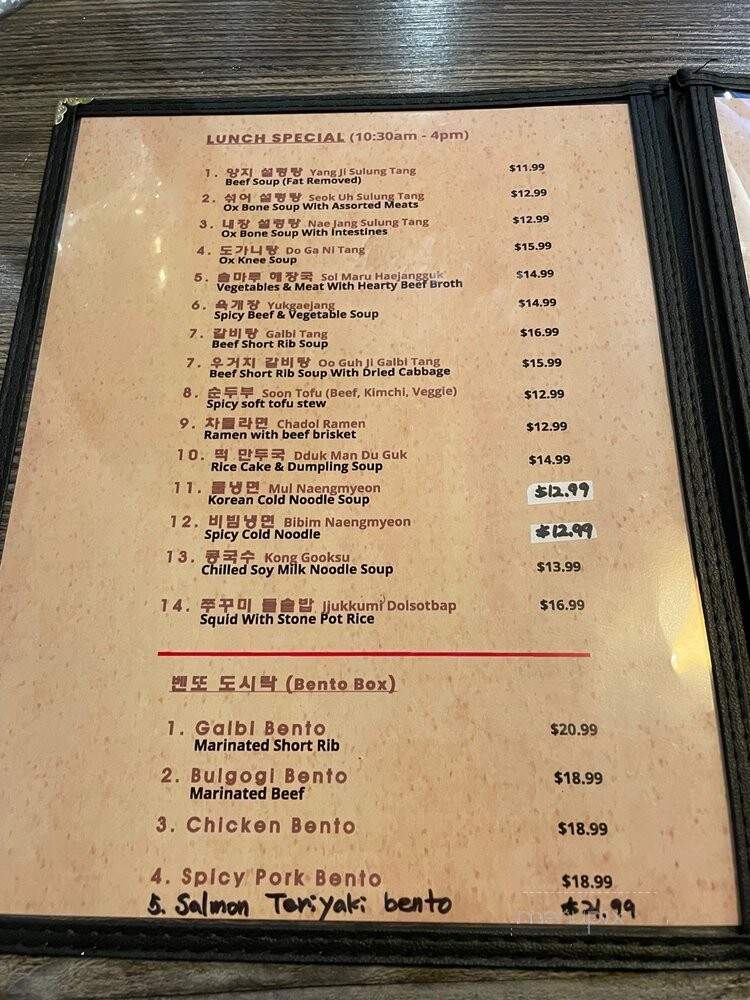 LUNCH SPECIAL (10:30am - 4pm)
1. 양지 설렁탕 Yang Ji Sulung Tang $11.99
Beef Soup (Fat Removed)
2. 섞어 설렁탕 Seok Uh Sulung Tang $12.99
Ox Bone Soup With Assorted Meats
3. 내장 설렁탕 Nae Jang Sulung Tang $12.99
Ox Bone Soup With Intestines
4. 도가니탕 Do Ga Ni Tang $15.99
Ox Knee Soup
5. 솔마루 해장국 Sol Maru Haejangguk $14.99
Vegetables & Meat With Hearty Beef Broth
6. 육개장 Yukgaejang $14.99
Spicy Beef & Vegetable Soup
7. 갈비탕 Galbi Tang $16.99
Beef Short Rib Soup
7. 우거지 갈비탕 Oo Guh Ji Galbi Tang $15.99
Beef Short Rib Soup With Dried Cabbage
8. 순두부 Soon Tofu (Beef, Kimchi, Veggie) $12.99
Spicy soft tofu stew
9. 차돌라면 Chadol Ramen $12.99
Ramen with beef brisket
10. 떡 만두국 Dduk Man Du Guk $14.99
Rice Cake & Dumpling Soup
11. 물냉면 Mul Naengmyeon $12.99
Korean Cold Noodle Soup
12. 비빔냉면 Bibim Naengmyeon $12.99
Spicy Cold Noodle
13. 콩국수 Kong Gooksu $13.99
Chilled Soy Milk Noodle Soup
14. 쭈꾸미 돌솥밥 Jjukkumi Dolsotbap $16.99
Squid With Stone Pot Rice
벤또 도시락 (Bento Box)
1. Galbi Bento $20.99
Marinated Short Rib
2. Bulgogi Bento $18.99
Marinated Beef
3. Chicken Bento $18.99
4. Spicy Pork Bento $18.99
5. Salmon Teriyaki bento $21.99